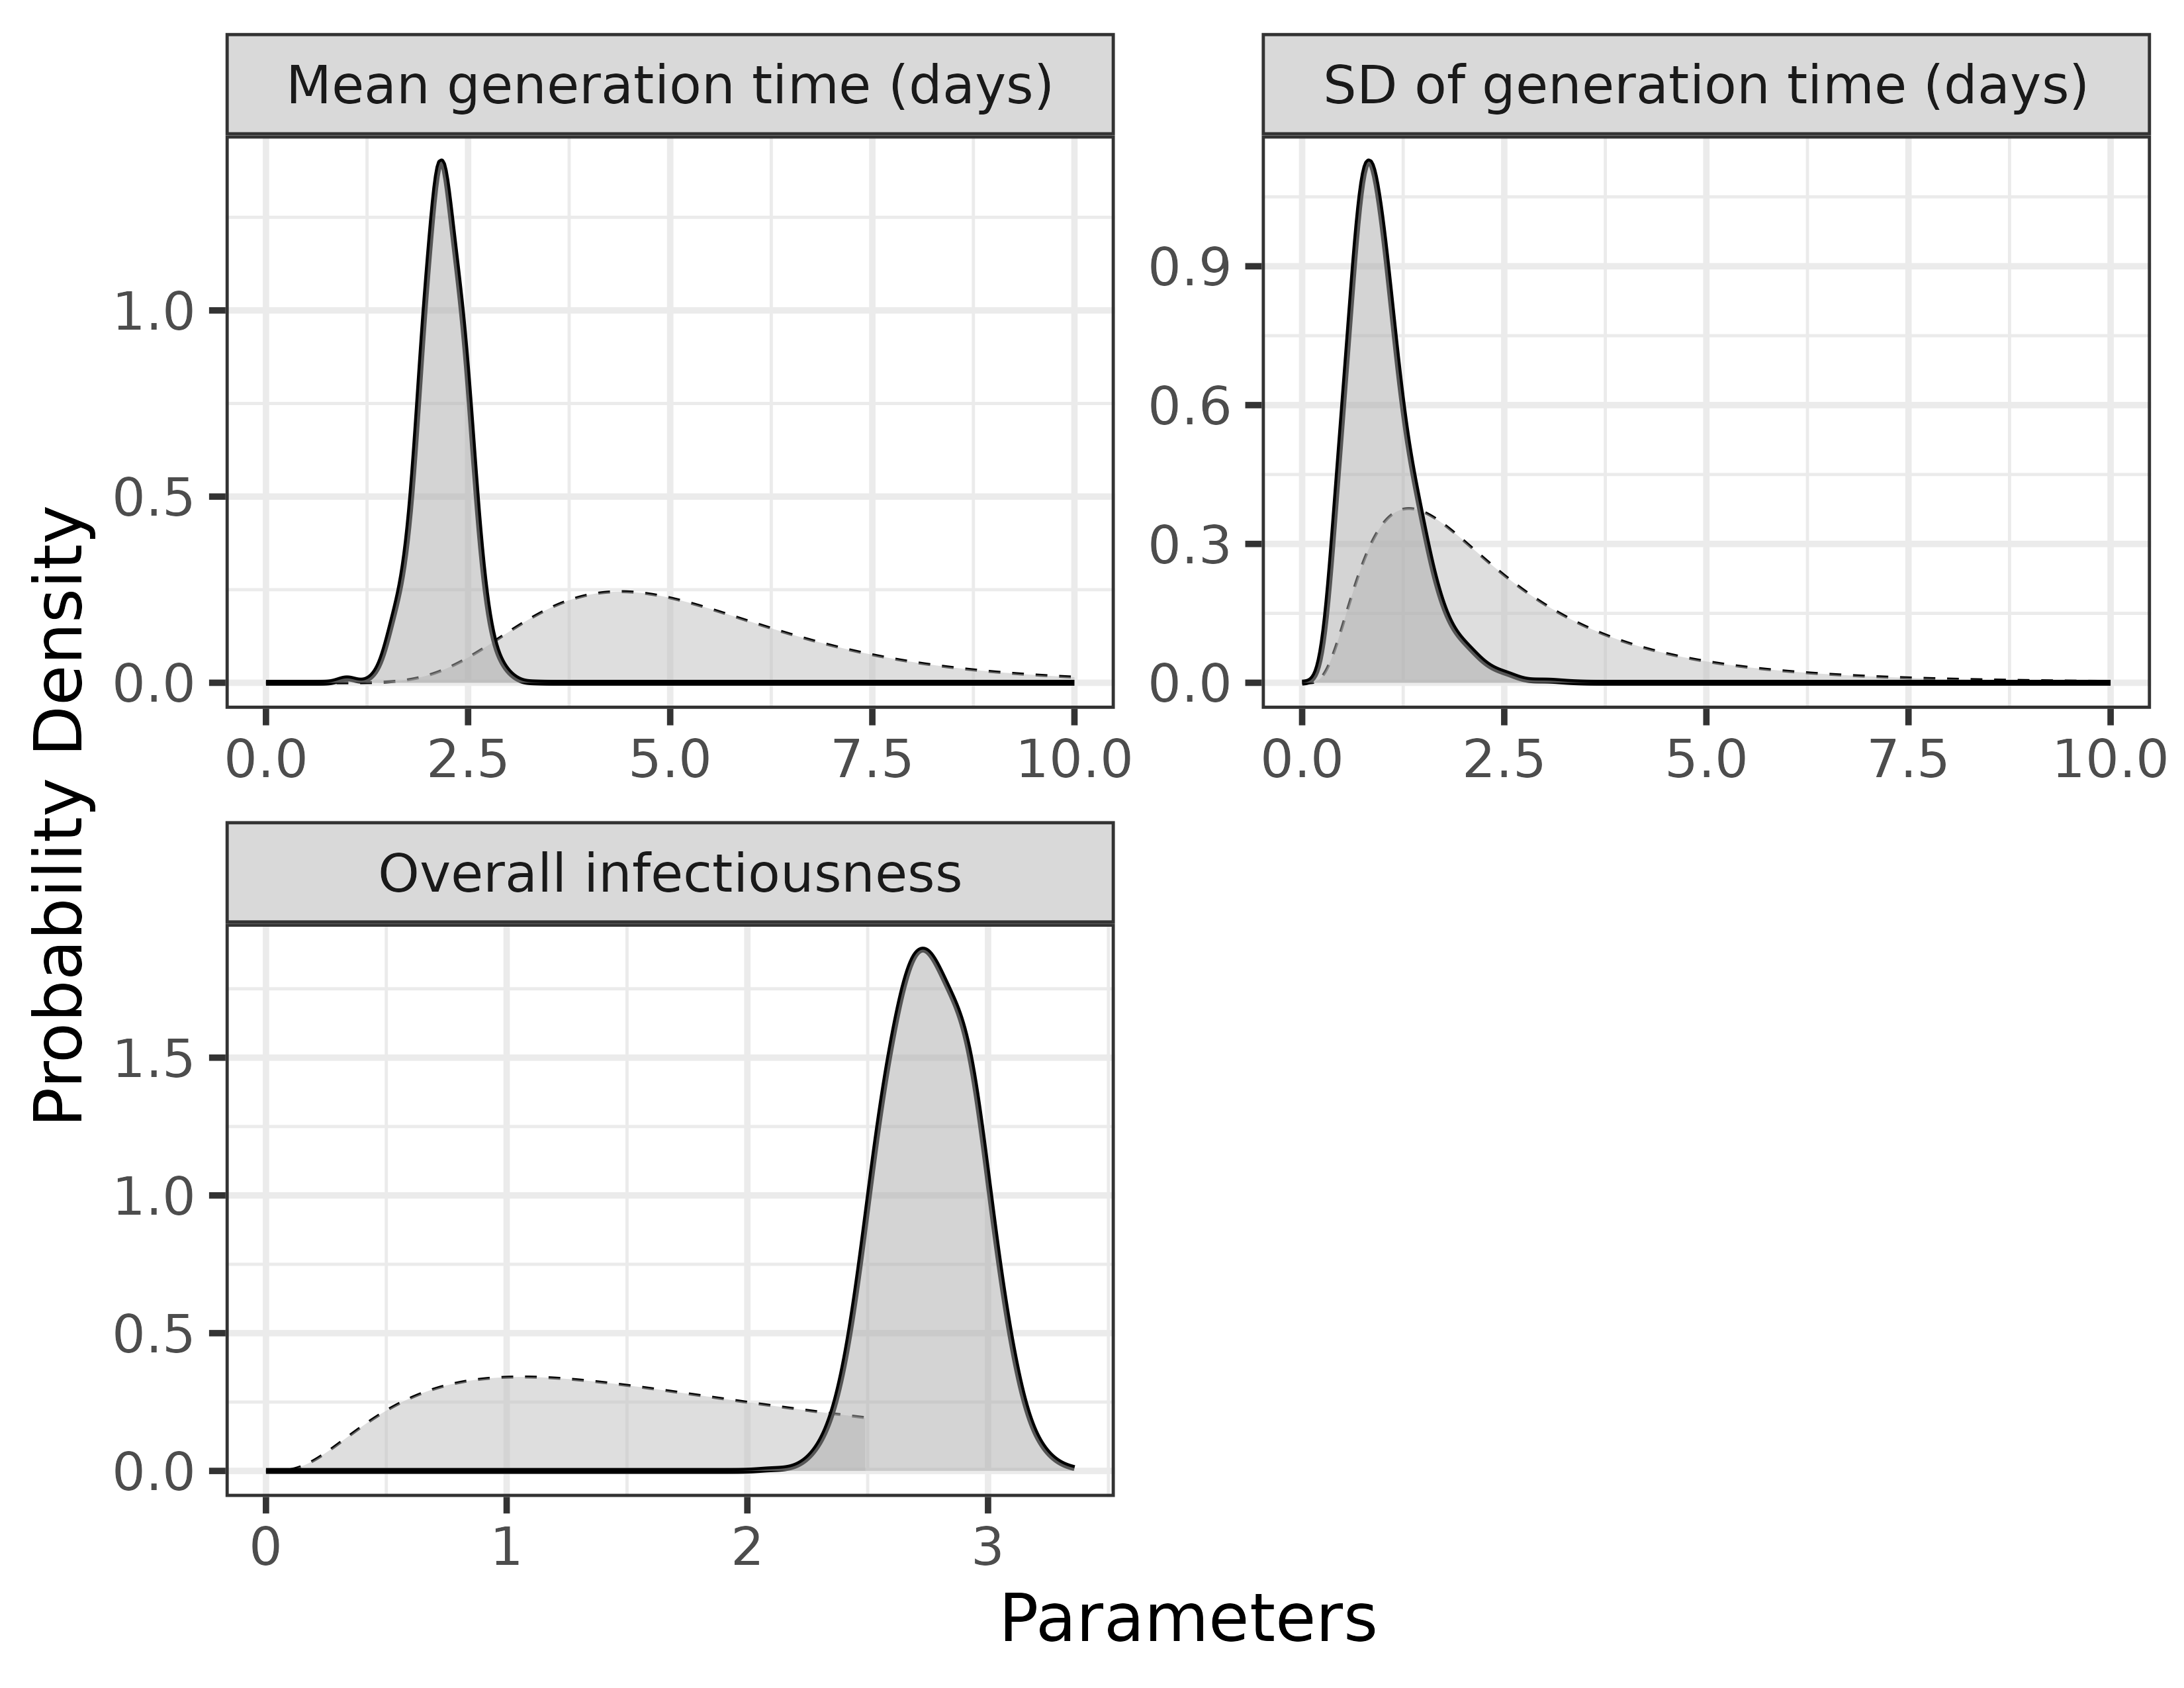 Mean generation time (days)
SD of generation time (days)
1.0
0.5
0.0
0.9
0.6
0.3
0.0
0.0 2.5 5.0 7.5 10.0
0.0 2.5 5.0 7.5 10.0
Probability Density
Overall infectiousness
1.5
1.0
0.5
0.0
0 1 2 3
Parameters